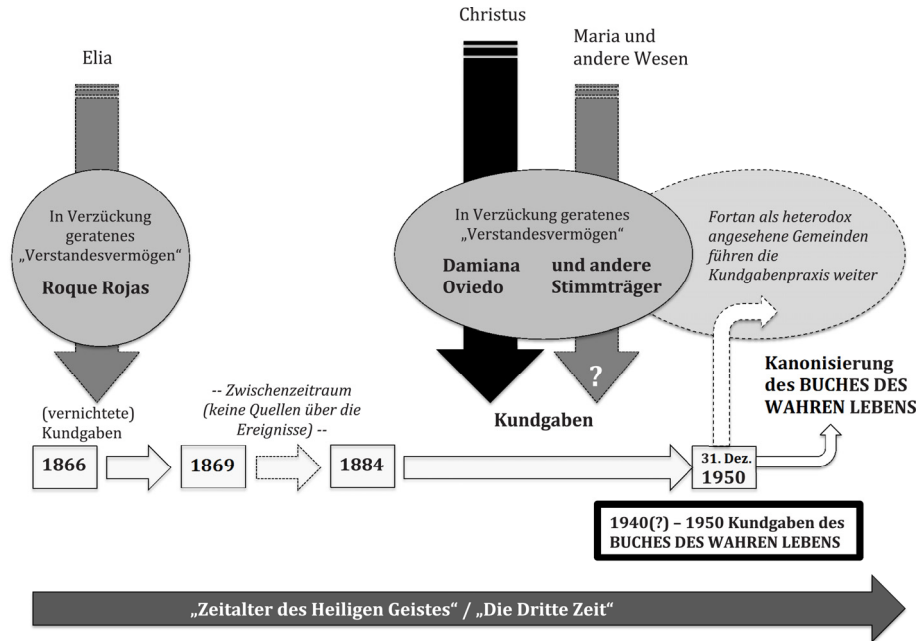 Christus
Elia
Maria und
andere Wesen
In Verzückung
geratenes
„Verstandesvermögen“
Roque Rojas
In Verzückung geratenes
„Verstandesvermögen“
Damiana
Oviedo
und andere
Stimmträger
Fortan als heterodox
angesehene Gemeinden
führen die
Kundgabenpraxis weiter
?
(vernichtete)
Kundgaben
-- Zwischenzeitraum
(keine Quellen über die
Ereignisse) --
Kundgaben
Kanonisierung
des BUCHES DES
WAHREN LEBENS
1866
1869
1884
31. Dez.
1950
1940(?) – 1950 Kundgaben des
BUCHES DES WAHREN LEBENS
„Zeitalter des Heiligen Geistes“ / „Die Dritte Zeit“